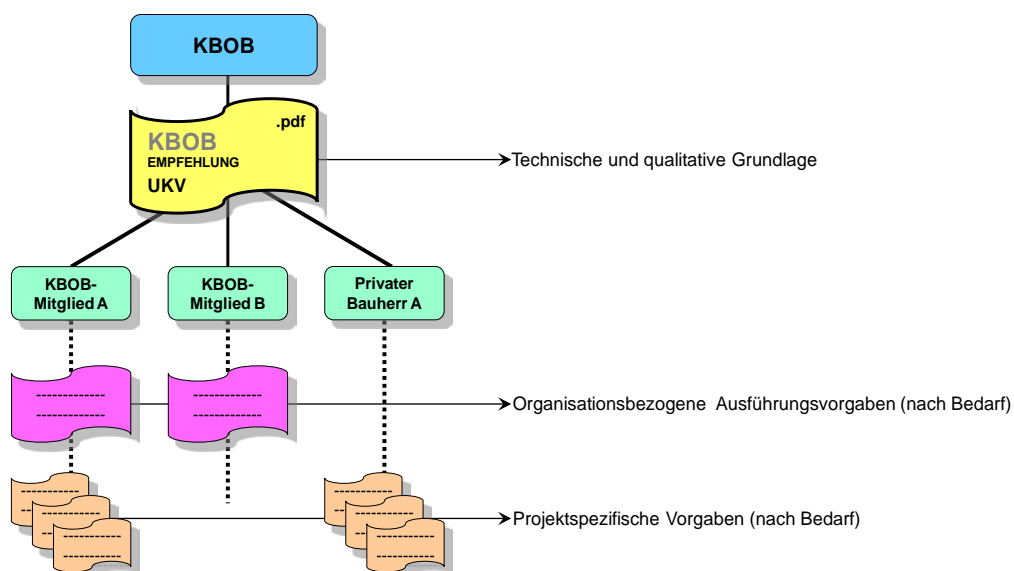 KBOB
.pdf
KBOB
EMPFEHLUNG
UKV
Technische und qualitative Grundlage
KBOB-
Mitglied A
KBOB-
Mitglied B
Privater
Bauherr A
-------------
-------------
-------------
-------------
Organisationsbezogene Ausführungsvorgaben (nach Bedarf)
Projektspezifische Vorgaben (nach Bedarf)